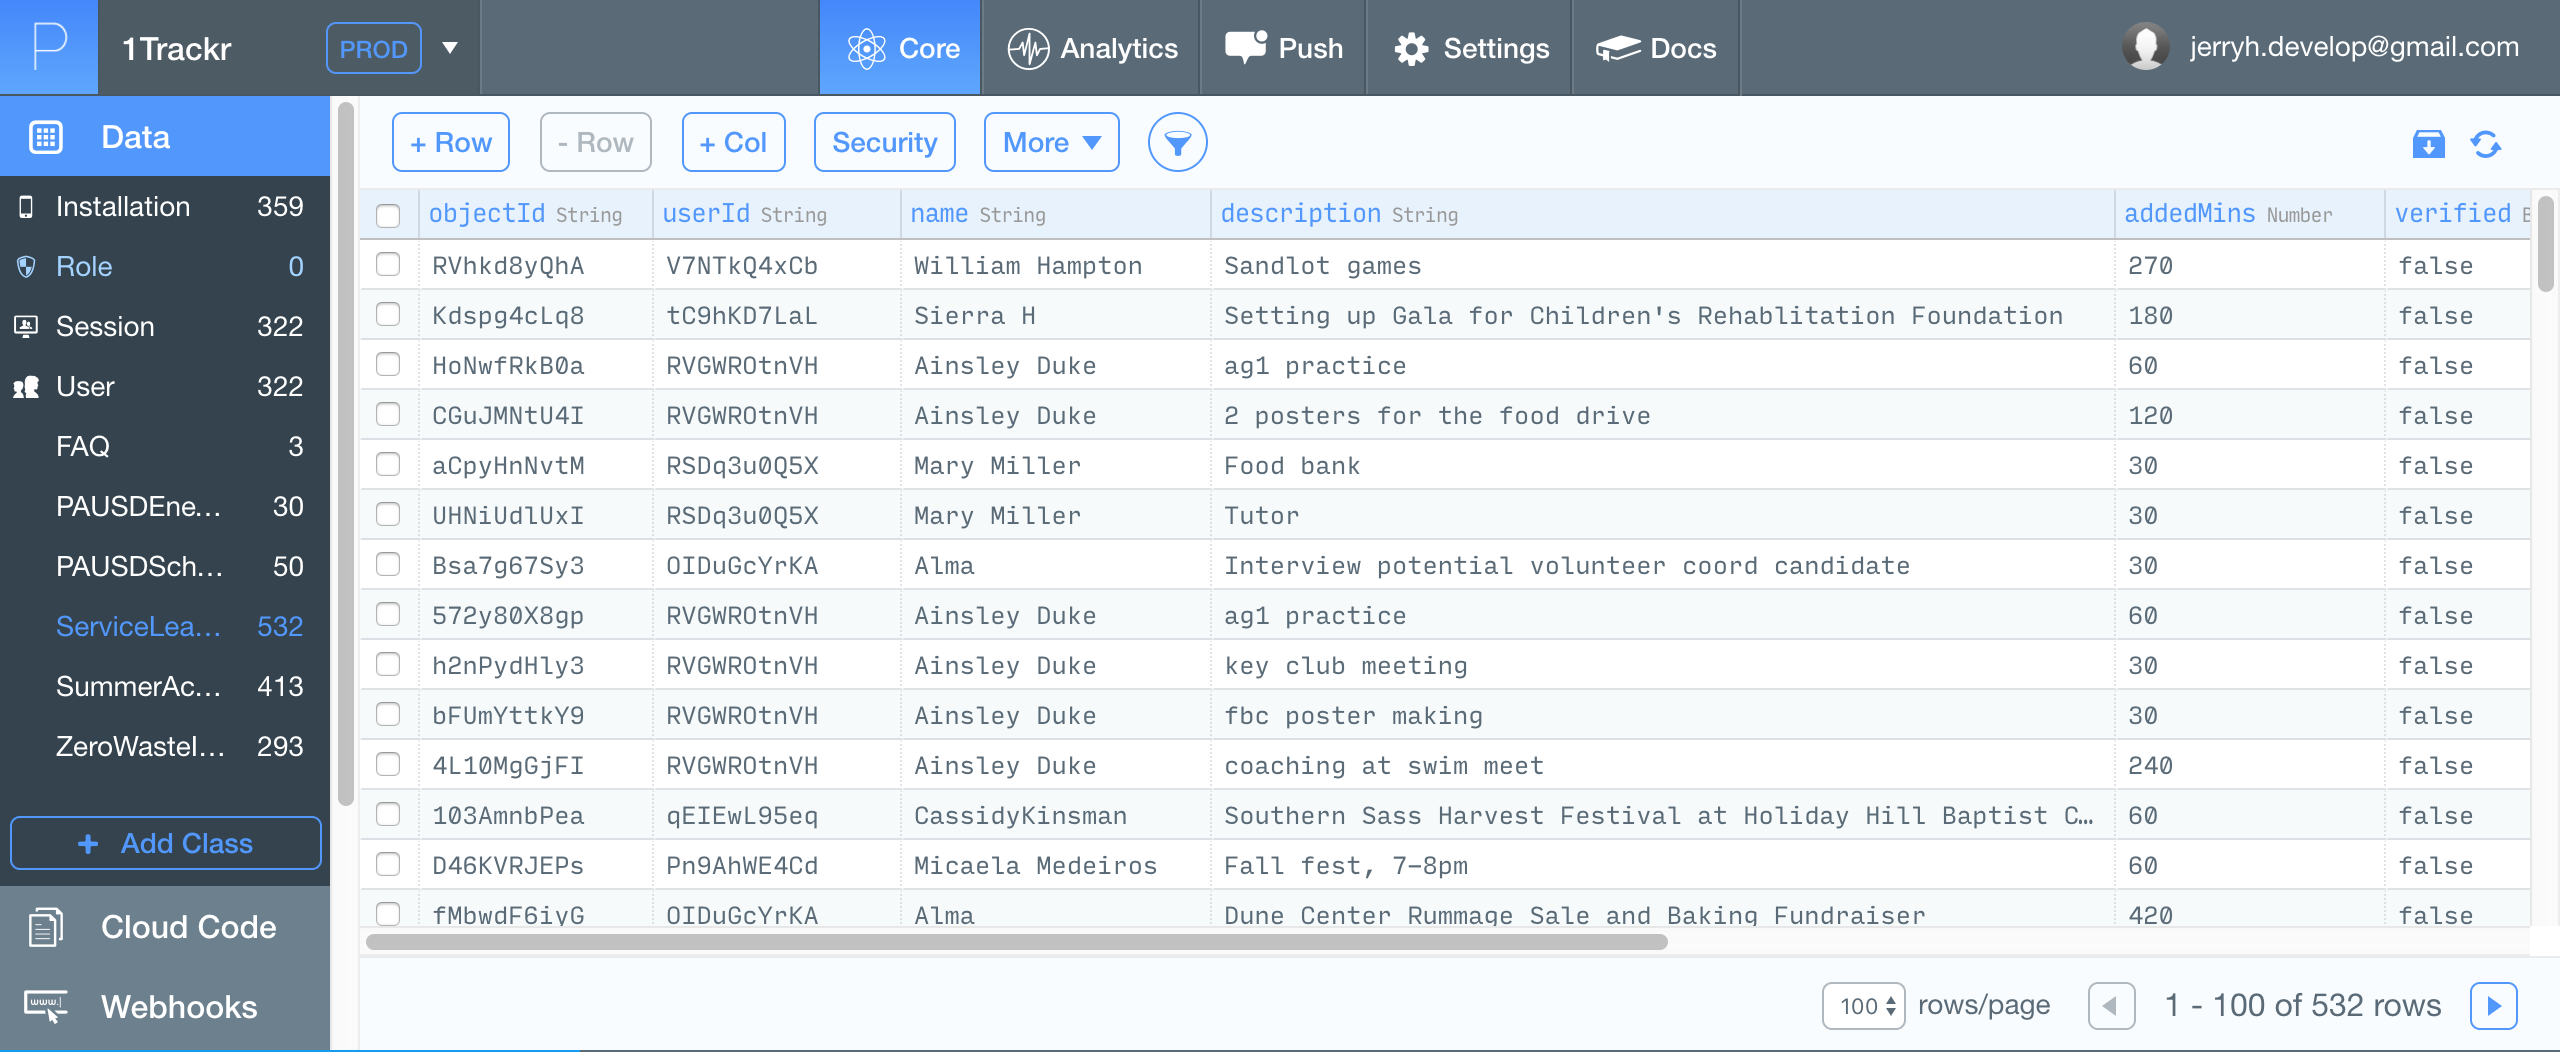 P 1Trackr PROD Core Analytics Push Settings Docs jerryh.develop@gmail.com
Data
Installation 359
Role 0
Session 322
User 322
FAQ 3
PAUSDEne... 30
PAUSDSch... 50
ServiceLea... 532
SummerAc... 413
ZeroWasteI... 293
+ Add Class
Cloud Code
www.|
Webhooks
+ Row - Row + Col Security More
objectId String userId String name String description String addedMins Number verified
RVhkd8yQhA V7NTkQ4xCb William Hampton Sandlot games 270 false
Kdspg4cLq8 tC9hKD7LaL Sierra H Setting up Gala for Children's Rehablitation Foundation 180 false
HoNwfRkB0a RVGWROtnVH Ainsley Duke ag1 practice 60 false
CGuJMNtU4I RVGWROtnVH Ainsley Duke 2 posters for the food drive 120 false
aCpyHnNvtM RSDq3u0Q5X Mary Miller Food bank 30 false
UHNiUdlUxI RSDq3u0Q5X Mary Miller Tutor 30 false
Bsa7g67Sy3 OIDuGcYrKA Alma Interview potential volunteer coord candidate 30 false
572y80X8gp RVGWROtnVH Ainsley Duke ag1 practice 60 false
h2nPydHly3 RVGWROtnVH Ainsley Duke key club meeting 30 false
bFUmYttkY9 RVGWROtnVH Ainsley Duke fbc poster making 30 false
4L10MgGjFI RVGWROtnVH Ainsley Duke coaching at swim meet 240 false
103AmnbPea qEIEwL95eq CassidyKinsman Southern Sass Harvest Festival at Holiday Hill Baptist C... 60 false
D46KVRJEPs Pn9AhWE4Cd Micaela Medeiros Fall fest, 7-8pm 60 false
fMbwdF6iyG OIDuGcYrKA Alma Dune Center Rummage Sale and Baking Fundraiser 420 false
100 rows/page 1 - 100 of 532 rows